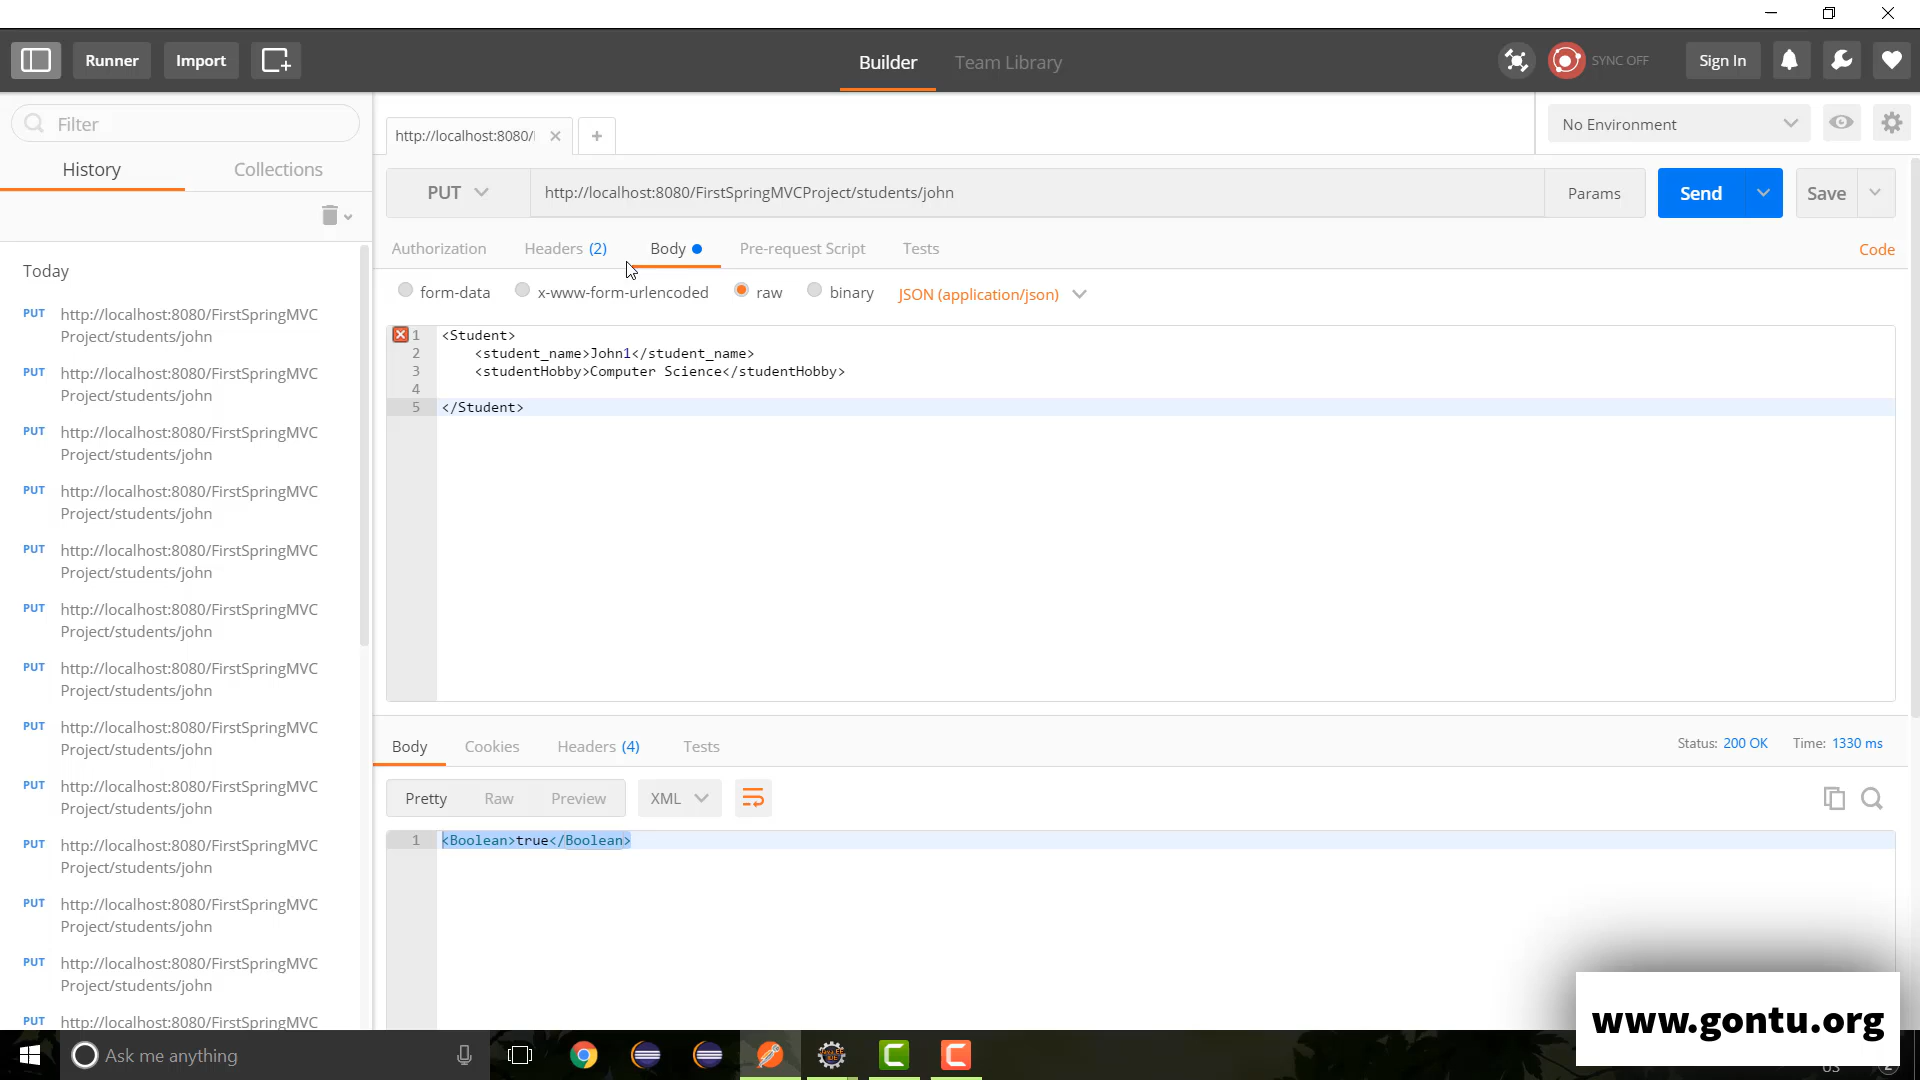 Runner
Import
Builder
Team Library
SYNC OFF
Sign In
Filter
History
Collections
http://localhost:8080/
No Environment
PUT
http://localhost:8080/FirstSpringMVCProject/students/john
Params
Send
Save
Authorization
Headers (2)
Body
Pre-request Script
Tests
Code
form-data
x-www-form-urlencoded
raw
binary
JSON (application/json)
Today
PUT http://localhost:8080/FirstSpringMVC
Project/students/john
PUT http://localhost:8080/FirstSpringMVC
Project/students/john
PUT http://localhost:8080/FirstSpringMVC
Project/students/john
PUT http://localhost:8080/FirstSpringMVC
Project/students/john
PUT http://localhost:8080/FirstSpringMVC
Project/students/john
PUT http://localhost:8080/FirstSpringMVC
Project/students/john
PUT http://localhost:8080/FirstSpringMVC
Project/students/john
PUT http://localhost:8080/FirstSpringMVC
Project/students/john
PUT http://localhost:8080/FirstSpringMVC
Project/students/john
PUT http://localhost:8080/FirstSpringMVC
Project/students/john
PUT http://localhost:8080/FirstSpringMVC
Project/students/john
PUT http://localhost:8080/FirstSpringMVC
Project/students/john
PUT http://localhost:8080/FirstSpringMVC
1 <Student>
2 <student_name>John1</student_name>
3 <studentHobby>Computer Science</studentHobby>
4
5 </Student>
Body
Cookies
Headers (4)
Tests
Status: 200 OK
Time: 1330 ms
Pretty
Raw
Preview
XML
1 <Boolean>true</Boolean>
www.gontu.org
Ask me anything